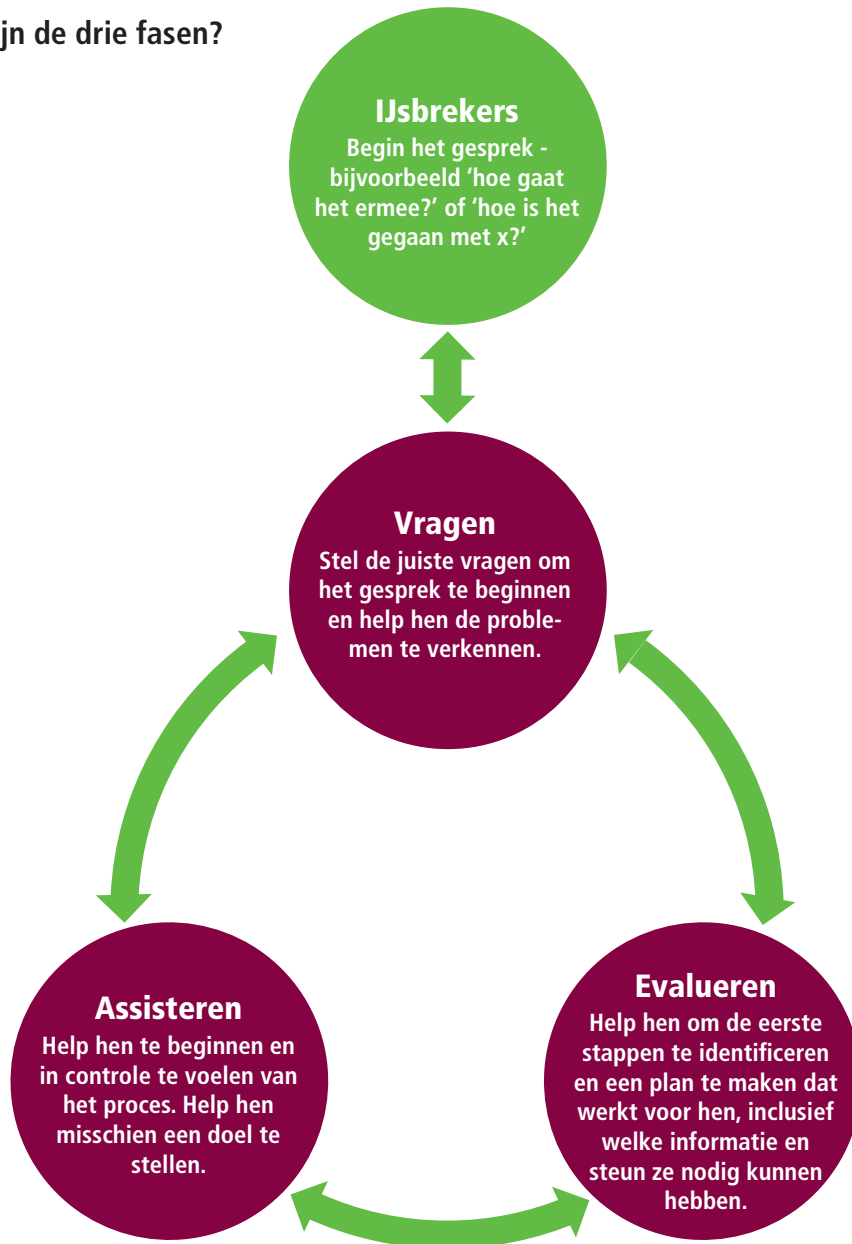 jn de drie fasen?
IJsbrekers
Begin het gesprek -
bijvoorbeeld ‘hoe gaat
het ermee?’ of ‘hoe is het
gegaan met x?’
Vragen
Stel de juiste vragen om
het gesprek te beginnen
en help hen de proble-
men te verkennen.
Assisteren
Help hen te beginnen en
in controle te voelen van
het proces. Help hen
misschien een doel te
stellen.
Evalueren
Help hen om de eerste
stappen te identificeren
en een plan te maken dat
werkt voor hen, inclusief
welke informatie en
steun ze nodig kunnen
hebben.